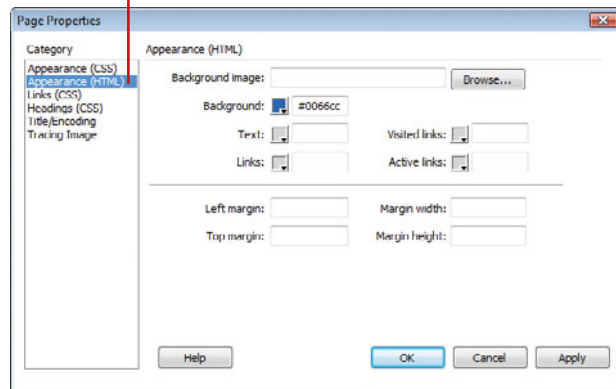 Page Properties
Category
Appearance (HTML)
Appearance (CSS)
Appearance (HTML)
Links (CSS)
Headings (CSS)
Title/Encoding
Tracing Image
Background image:
Browse...
Background:
#0066cc
Text:
Visited links:
Links:
Active links:
Left margin:
Margin width:
Top margin:
Margin height:
Help
OK
Cancel
Apply